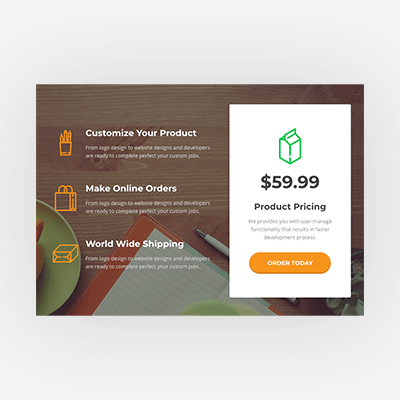 Customize Your Product
From logo design to website designs and developers
are ready to complete perfect your custom jobs.
Make Online Orders
From logo design to website designs and developers
are ready to complete perfect your custom jobs.
World Wide Shipping
From logo design to website designs and developers
are ready to complete perfect your custom jobs.
$59.99
Product Pricing
We provides you with user manage
functionality that results in faster
development process.
ORDER TODAY